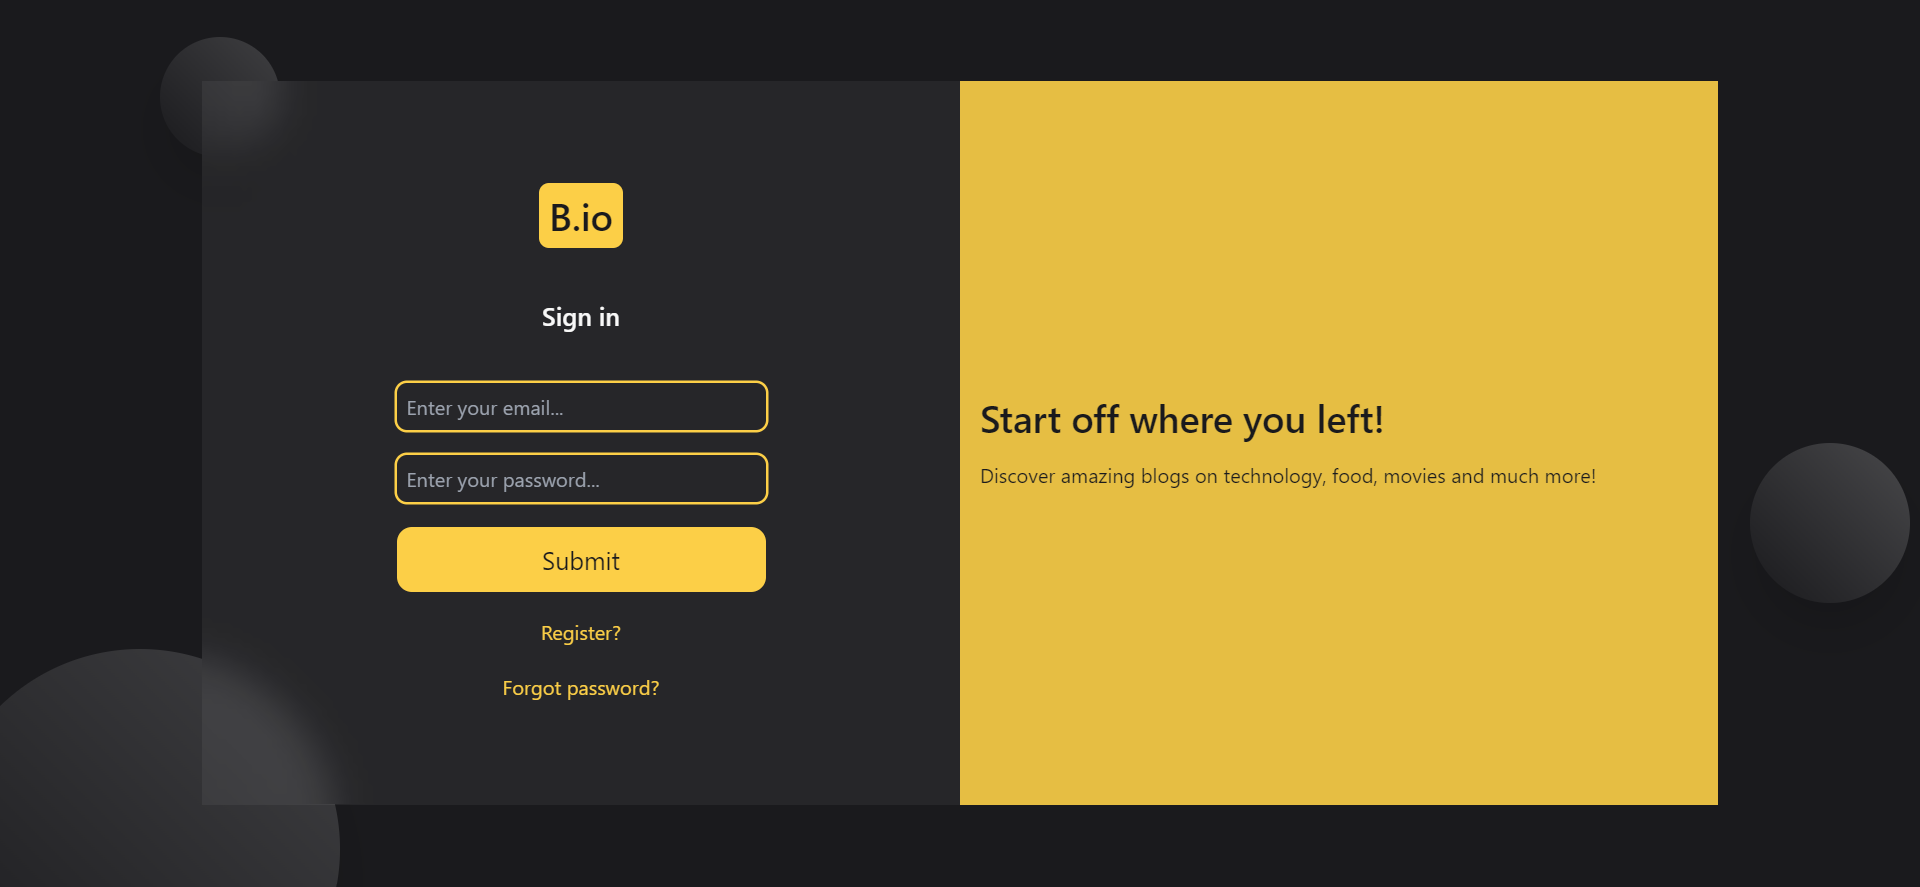 B.io
Sign in
Enter your email...
Enter your password...
Submit
Register?
Forgot password?
Start off where you left!
Discover amazing blogs on technology, food, movies and much more!